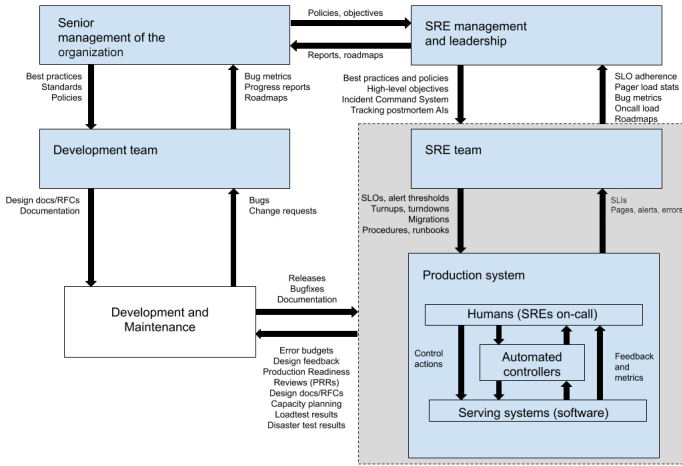 Senior
management of the
organization
Policies, objectives
Reports, roadmaps
SRE management
and leadership
Best practices
Standards
Policies
Bug metrics
Progress reports
Roadmaps
Best practices and policies
High-level objectives
Incident Command System
Tracking postmortem AIs
SLO adherence
Pager load stats
Bug metrics
Oncall load
Roadmaps
Development team
SRE team
Design docs/RFCs
Documentation
Bugs
Change requests
SLOs, alert thresholds
Turnups, turndowns
Migrations
Procedures, runbooks
SLIs
Pages, alerts, errors
Development and
Maintenance
Releases
Bugfixes
Documentation
Error budgets
Design feedback
Production Readiness
Reviews (PRRs)
Design docs/RFCs
Capacity planning
Loadtest results
Disaster test results
Production system
Humans (SREs on-call)
Control
actions
Automated
controllers
Feedback
and
metrics
Serving systems (software)